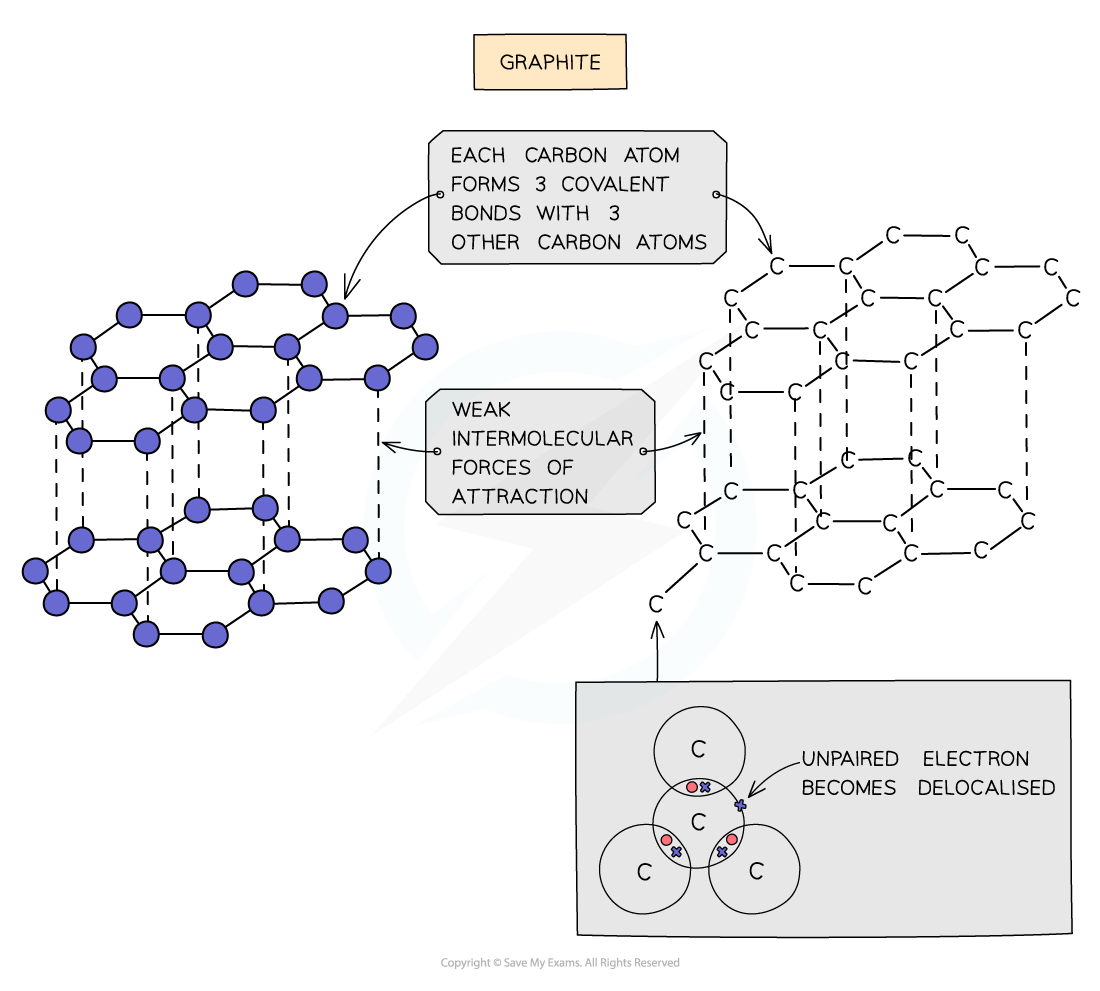 GRAPHITE
EACH CARBON ATOM
FORMS 3 COVALENT
BONDS WITH 3
OTHER CARBON ATOMS
C C
C C C C
C C C C
C C C C
C C C
C C
WEAK
INTERMOLECULAR
FORCES OF
ATTRACTION
C C
C C C C
C C C C
C C C C
C C
C
C
UNPAIRED ELECTRON
BECOMES DELOCALISED
C
C C
Copyright © Save My Exams. All Rights Reserved